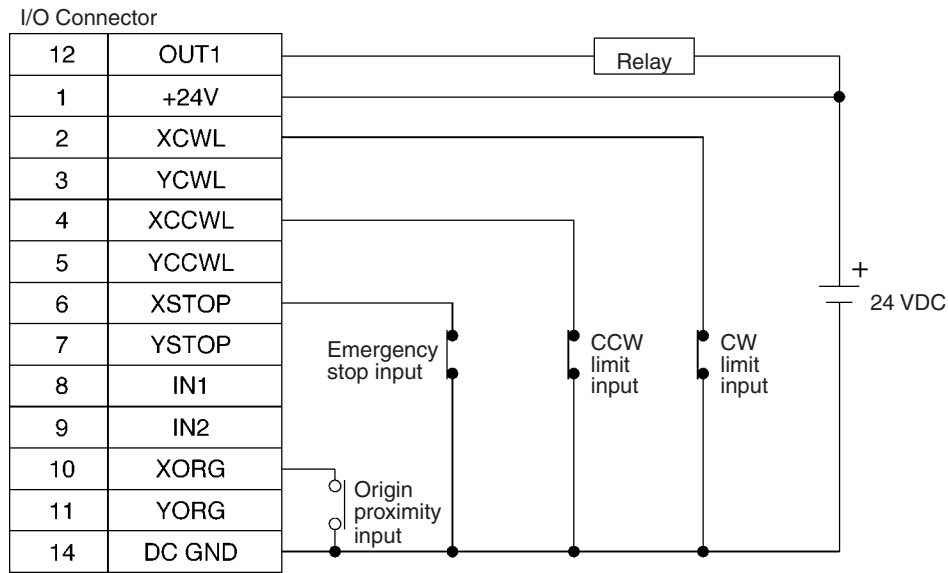 I/O Connector
12 OUT1
1 +24V
2 XCWL
3 YCWL
4 XCCWL
5 YCCWL
6 XSTOP
7 YSTOP
8 IN1
9 IN2
10 XORG
11 YORG
14 DC GND
Relay
+
24 VDC
Emergency
stop input
CCW
limit
input
CW
limit
input
Origin
proximity
input